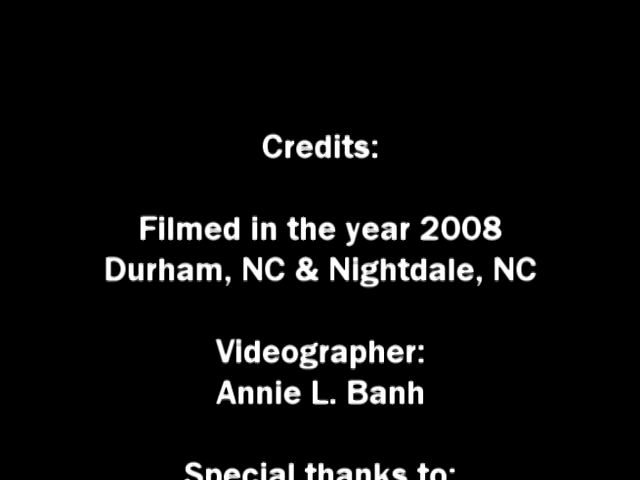 Credits:
Filmed in the year 2008
Durham, NC & Nightdale, NC
Videographer:
Annie L. Banh
Special thanks to: